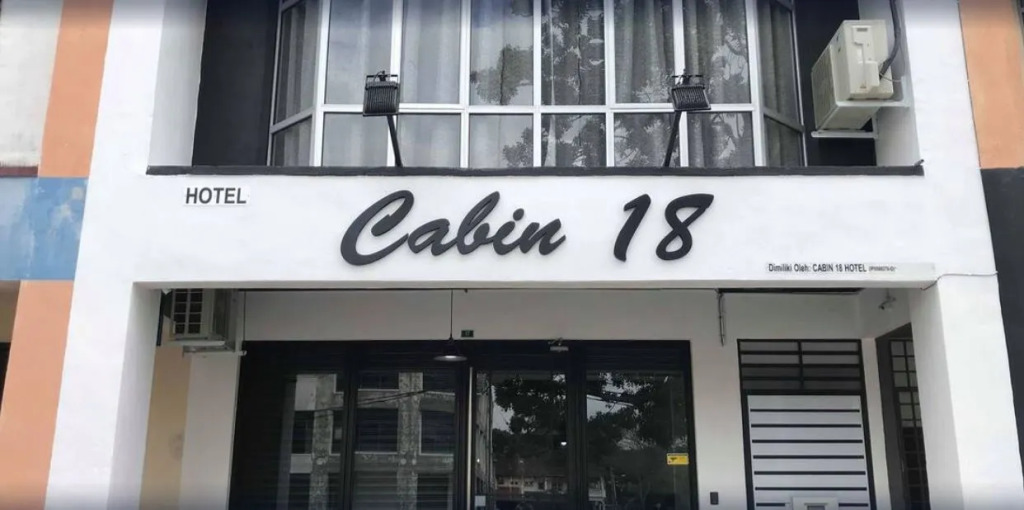 HOTEL
Cabin 18
Dimiliki Oleh: CABIN 18 HOTEL